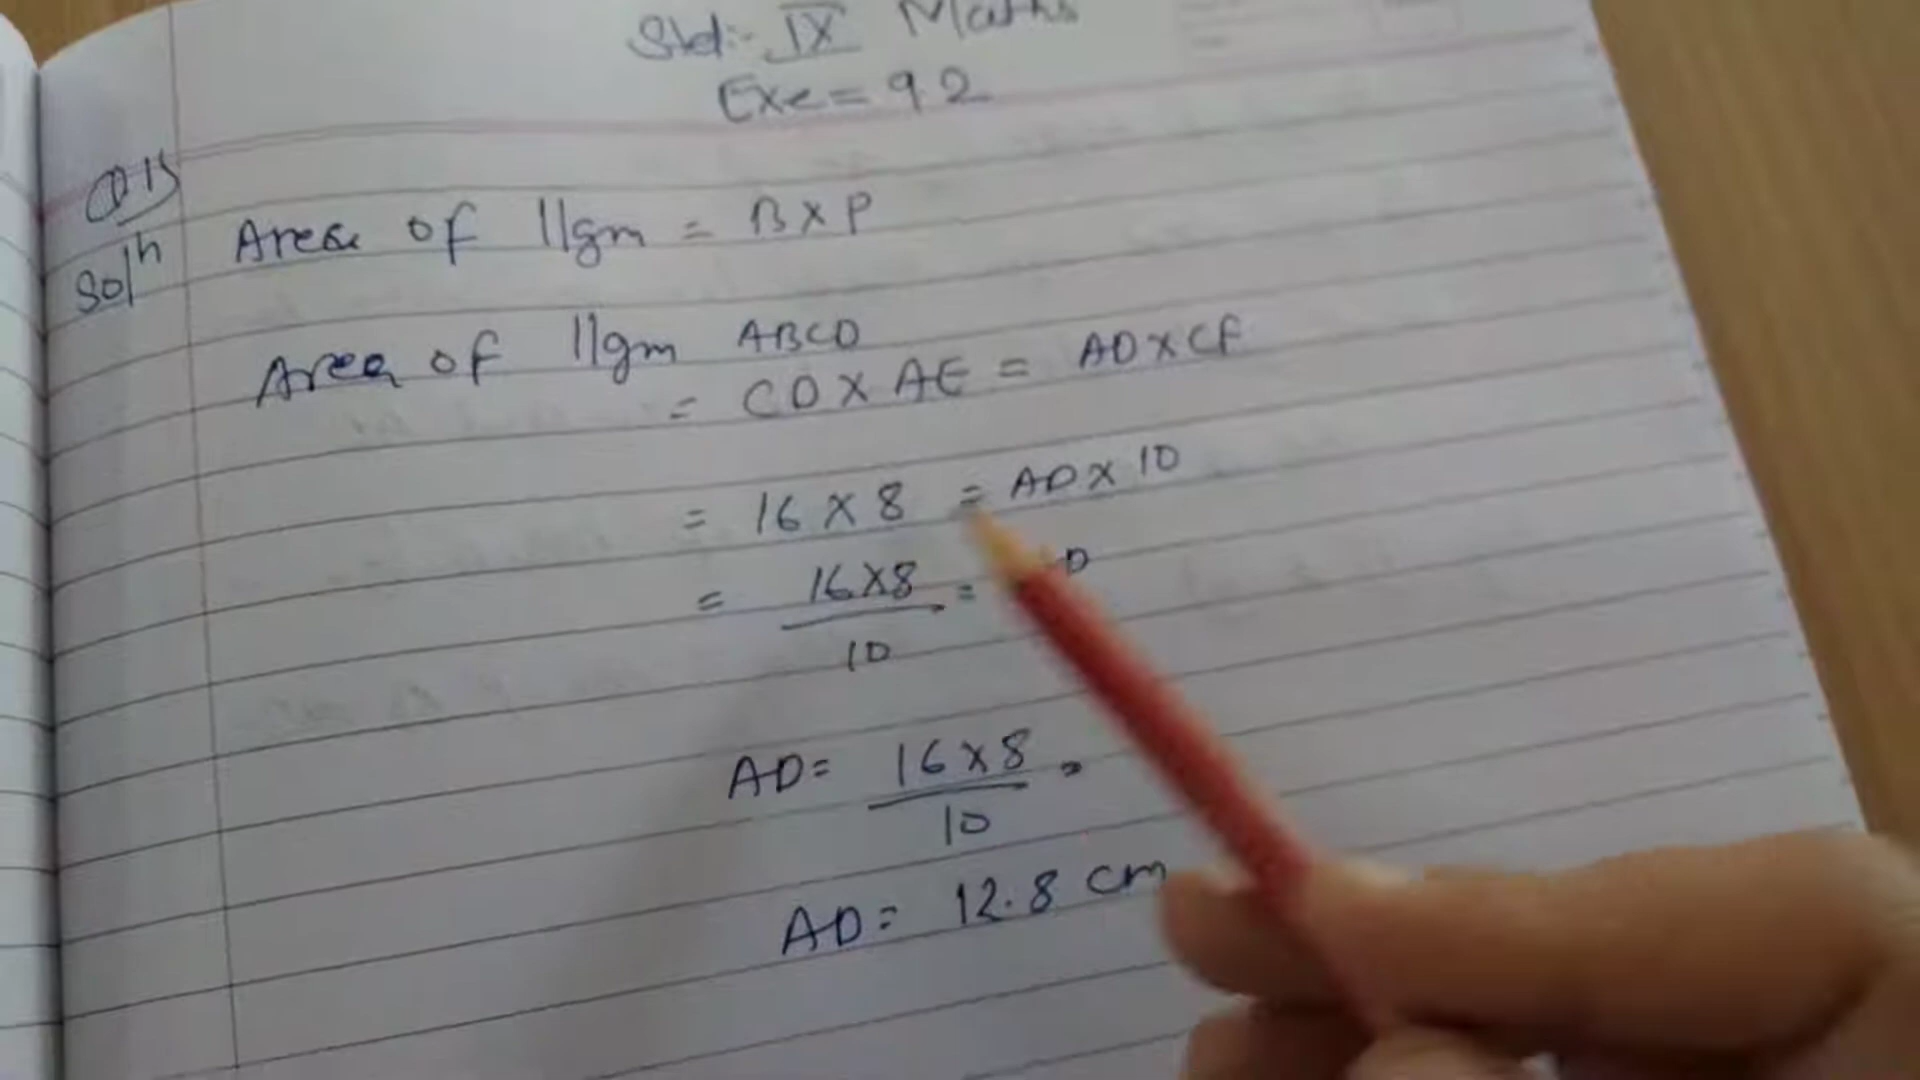 Std:- IX Maths
Exe = 9.2
Q1)
Soln Area of ||gm = B X P
Area of ||gm ABCD
= CD X AE = AD X CF
= 16 X 8 = AD X 10
= 16 X 8 / 10 =
AD = 16 X 8 / 10 =
AD = 12.8 cm